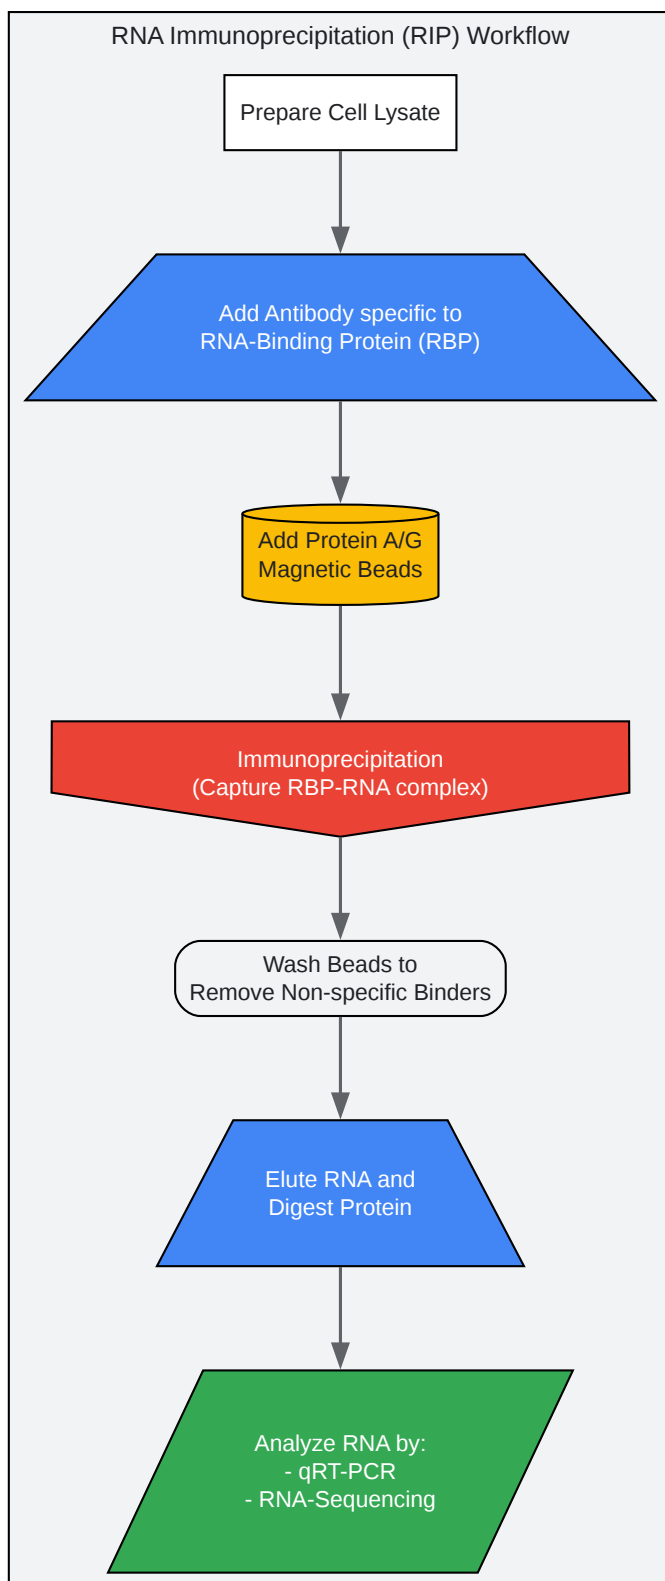 RNA Immunoprecipitation (RIP) Workflow
Prepare Cell Lysate
Add Antibody specific to
RNA-Binding Protein (RBP)
Add Protein A/G
Magnetic Beads
Immunoprecipitation
(Capture RBP-RNA complex)
Wash Beads to
Remove Non-specific Binders
Elute RNA and
Digest Protein
Analyze RNA by:
- qRT-PCR
- RNA-Sequencing